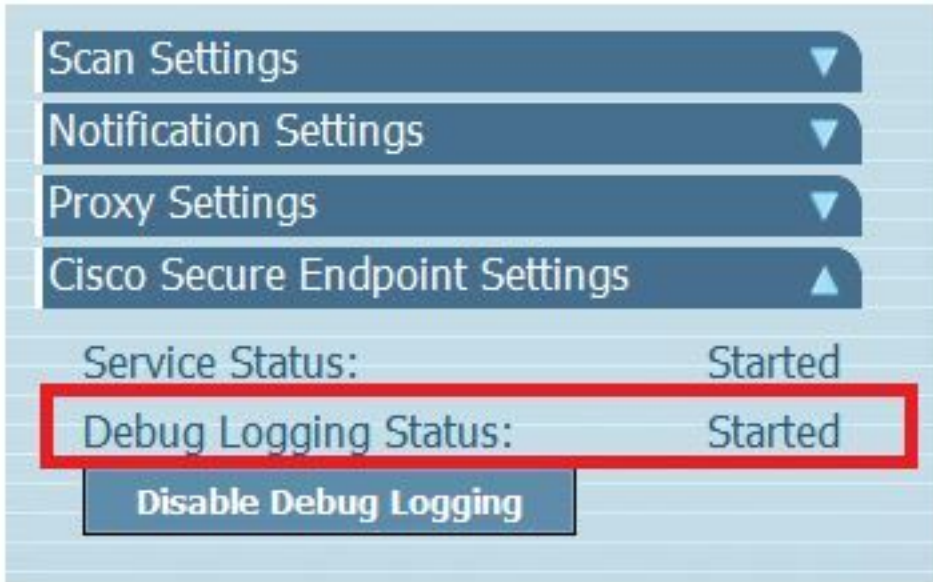 Scan Settings
Notification Settings
Proxy Settings
Cisco Secure Endpoint Settings
Service Status: Started
Debug Logging Status: Started
Disable Debug Logging